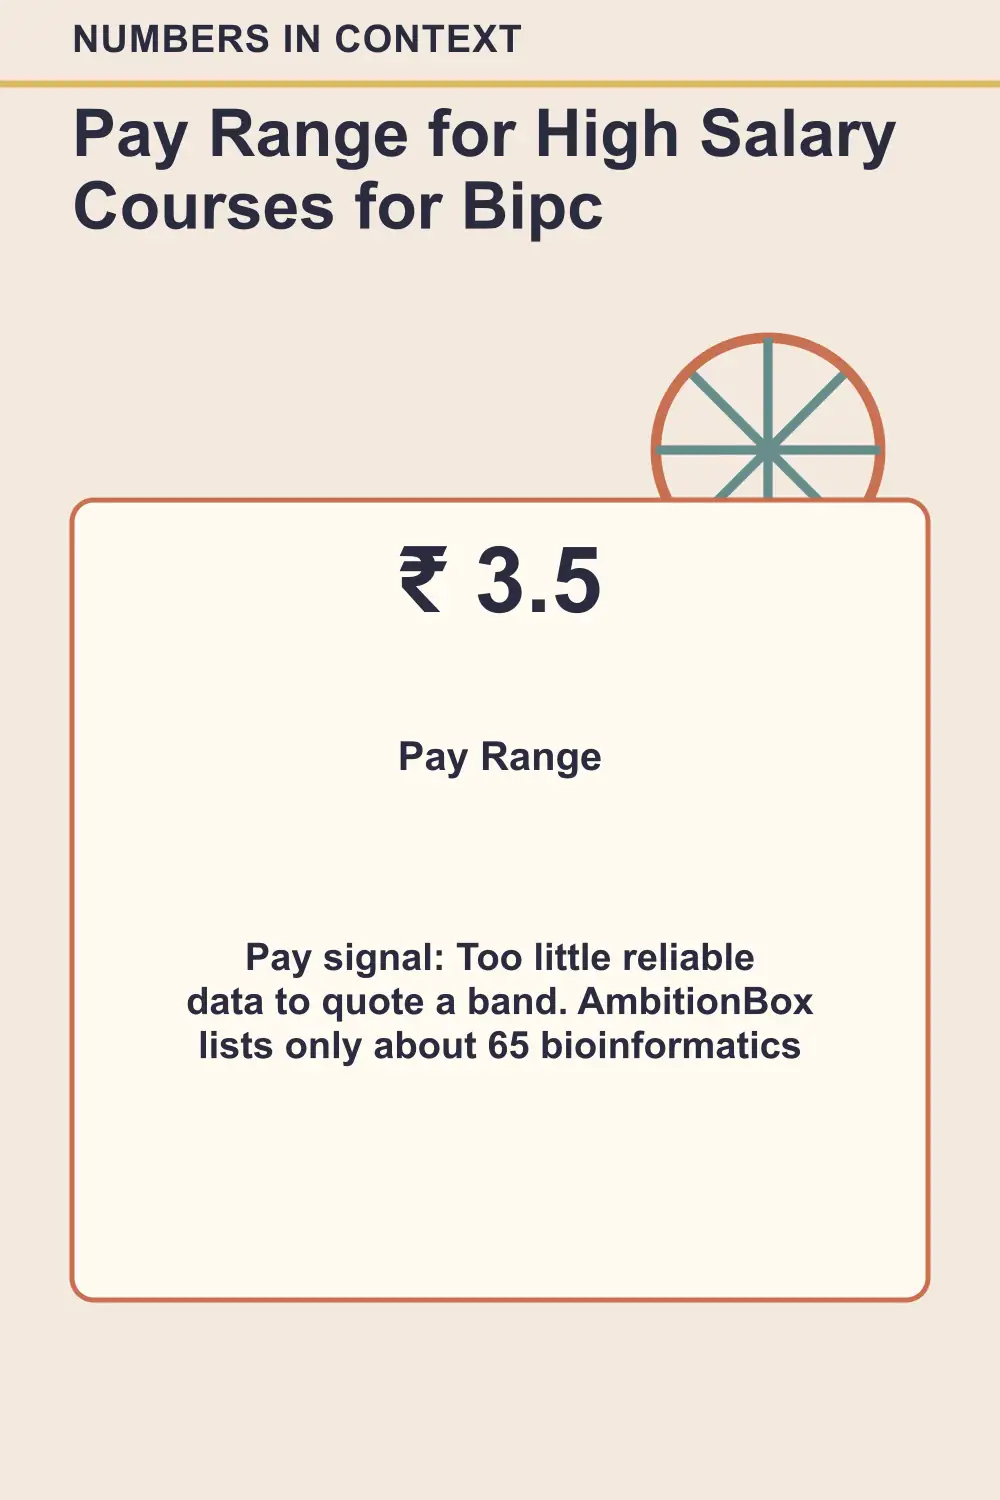 NUMBERS IN CONTEXT
Pay Range for High Salary
Courses for Bipc
₹ 3.5
Pay Range
Pay signal: Too little reliable
data to quote a band. AmbitionBox
lists only about 65 bioinformatics